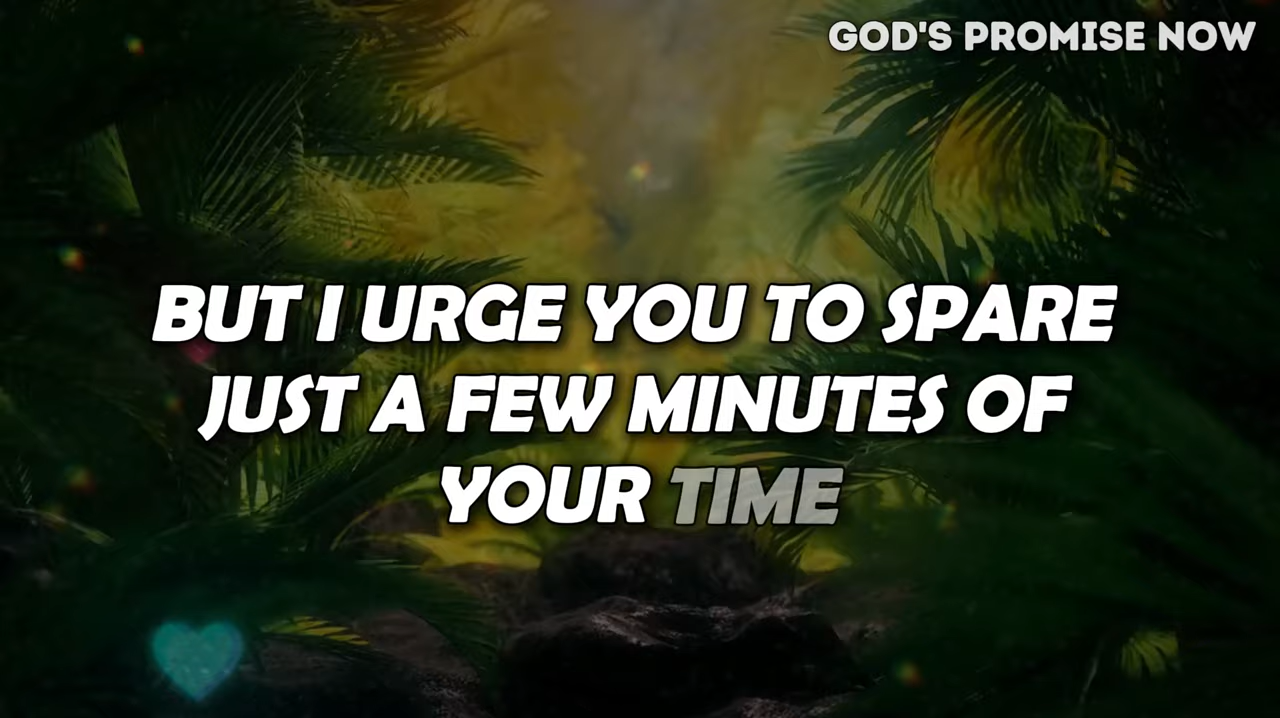 GOD'S PROMISE NOW
BUT I URGE YOU TO SPARE
JUST A FEW MINUTES OF
YOUR TIME